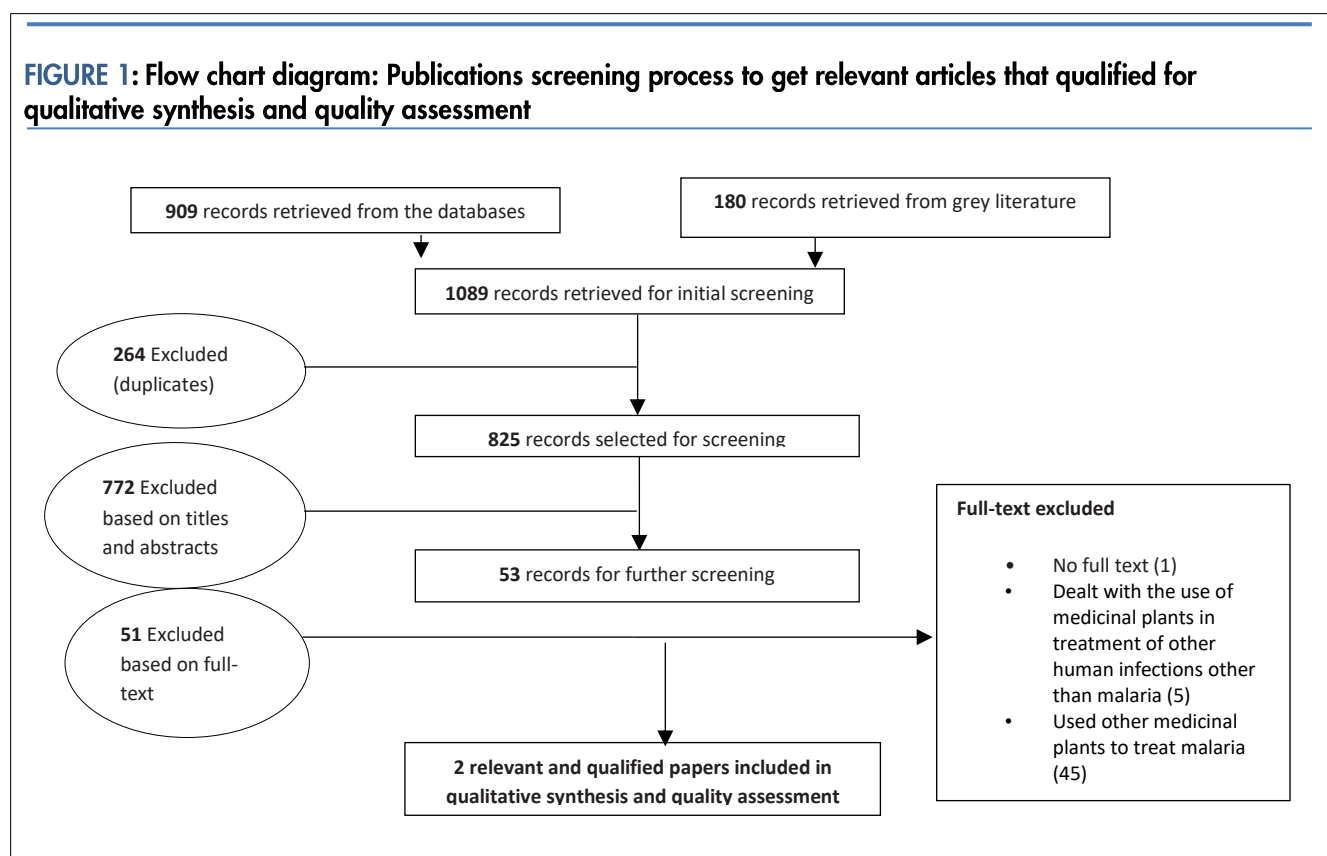 FIGURE 1: Flow chart diagram: Publications screening process to get relevant articles that qualified for
qualitative synthesis and quality assessment
909 records retrieved from the databases
180 records retrieved from grey literature
1089 records retrieved for initial screening
264 Excluded
(duplicates)
825 records selected for screening
772 Excluded
based on titles
and abstracts
53 records for further screening
51 Excluded
based on full-
text
Full-text excluded
• No full text (1)
• Dealt with the use of
medicinal plants in
treatment of other
human infections other
than malaria (5)
• Used other medicinal
plants to treat malaria
(45)
2 relevant and qualified papers included in
qualitative synthesis and quality assessment